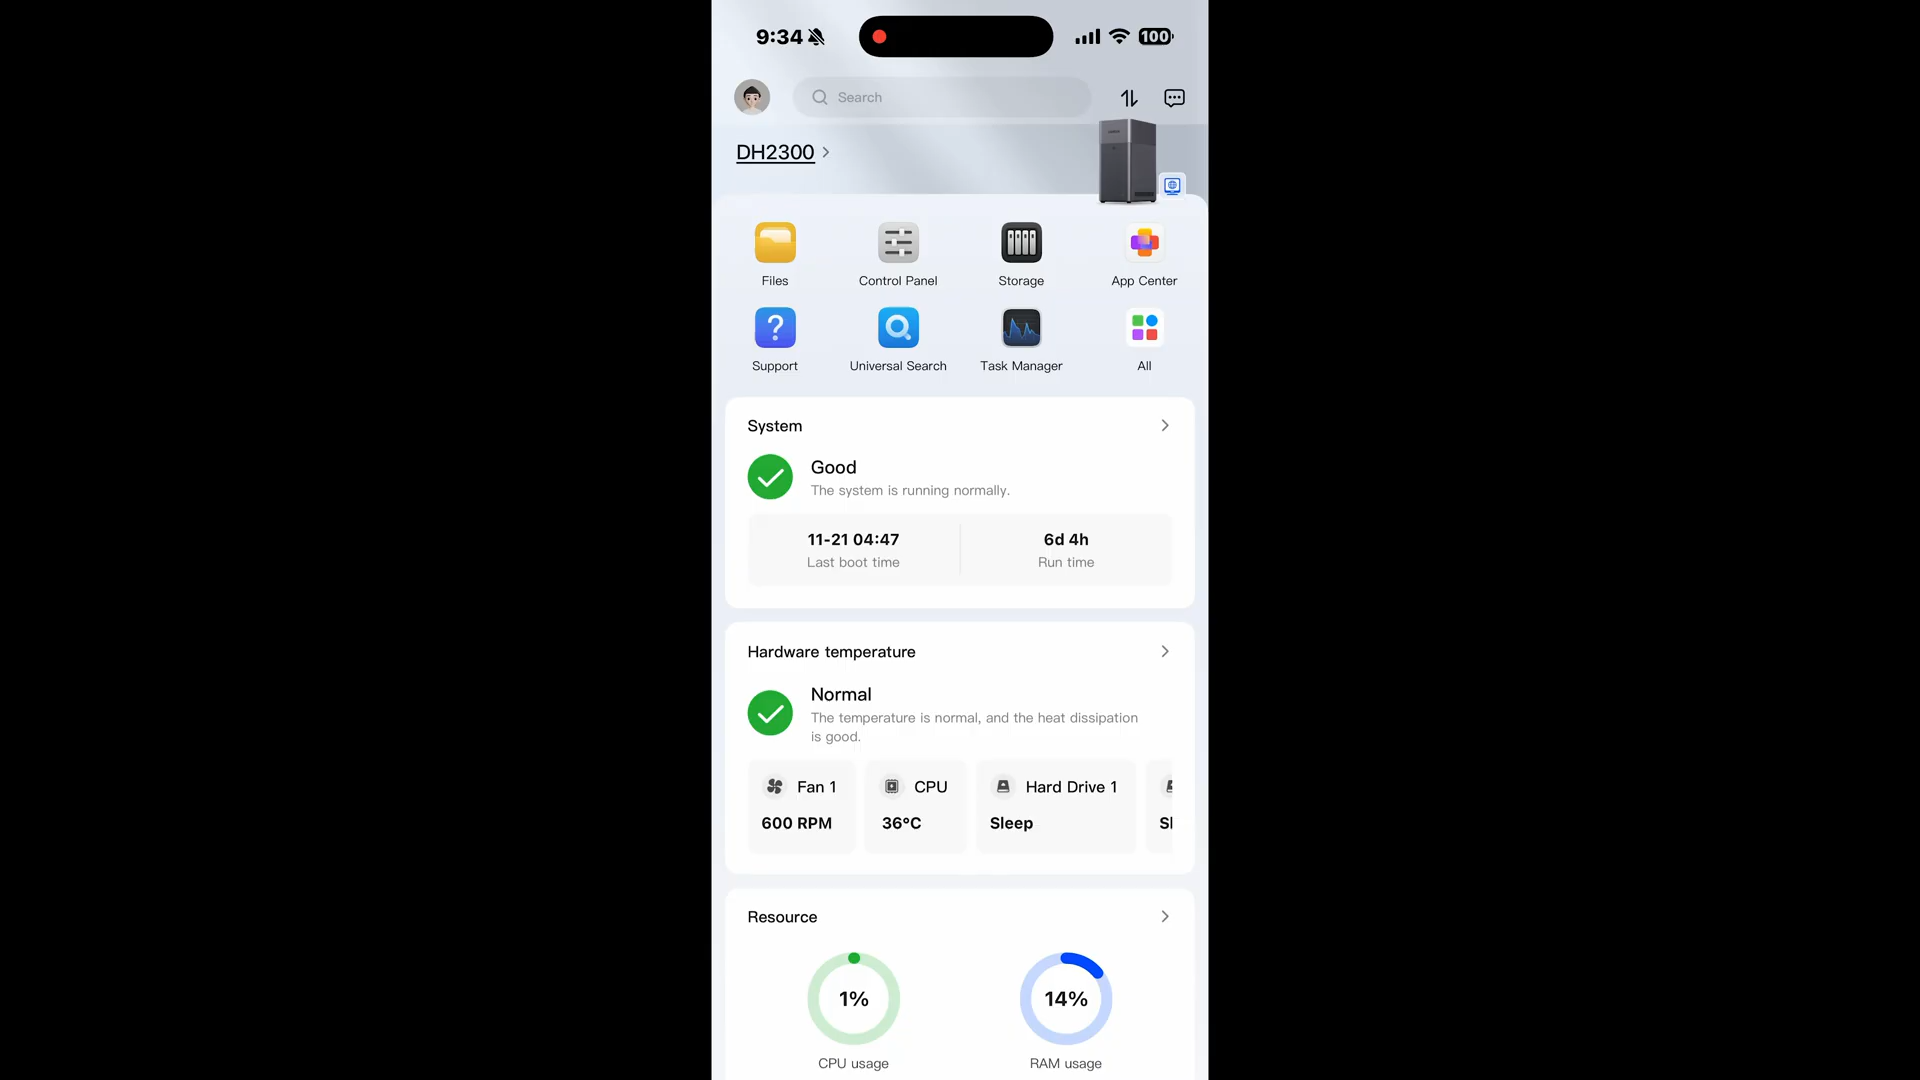 9:34
100
Search
DH2300
Files
Control Panel
Storage
App Center
Support
Universal Search
Task Manager
All
System
Good
The system is running normally.
11-21 04:47
6d 4h
Last boot time
Run time
Hardware temperature
Normal
The temperature is normal, and the heat dissipation
is good.
Fan 1
CPU
Hard Drive 1
600 RPM
36°C
Sleep
Sl
Resource
1%
14%
CPU usage
RAM usage